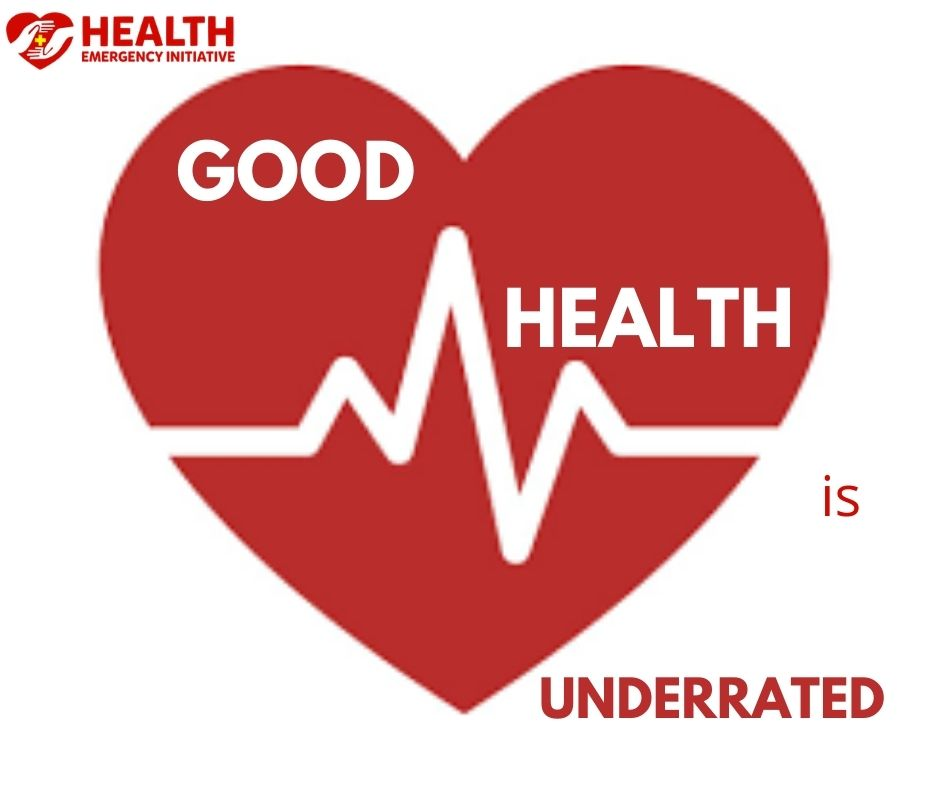 HEALTH
EMERGENCY INITIATIVE
GOOD
HEALTH
is
UNDERRATED